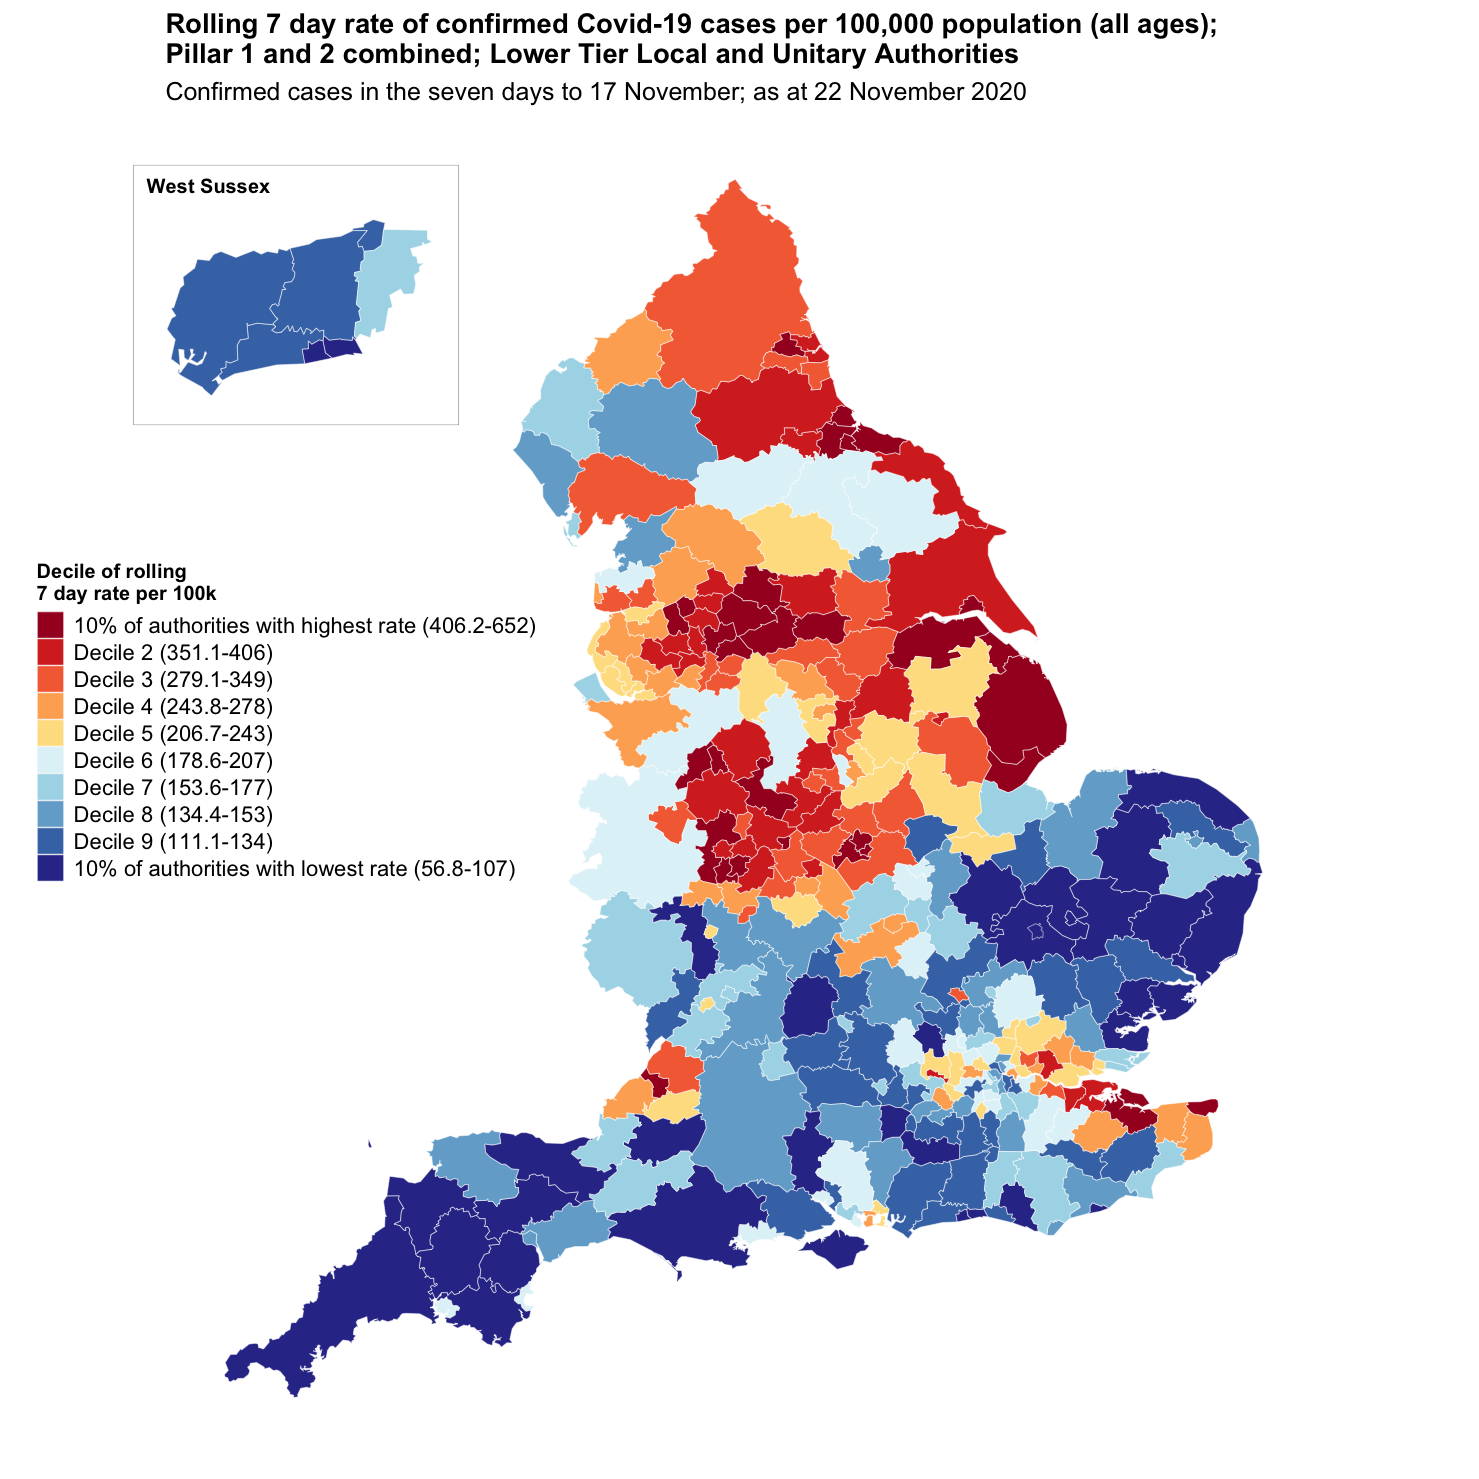 Rolling 7 day rate of confirmed Covid-19 cases per 100,000 population (all ages);
Pillar 1 and 2 combined; Lower Tier Local and Unitary Authorities
Confirmed cases in the seven days to 17 November; as at 22 November 2020
West Sussex
Decile of rolling
7 day rate per 100k
10% of authorities with highest rate (406.2-652)
Decile 2 (351.1-406)
Decile 3 (279.1-349)
Decile 4 (243.8-278)
Decile 5 (206.7-243)
Decile 6 (178.6-207)
Decile 7 (153.6-177)
Decile 8 (134.4-153)
Decile 9 (111.1-134)
10% of authorities with lowest rate (56.8-107)